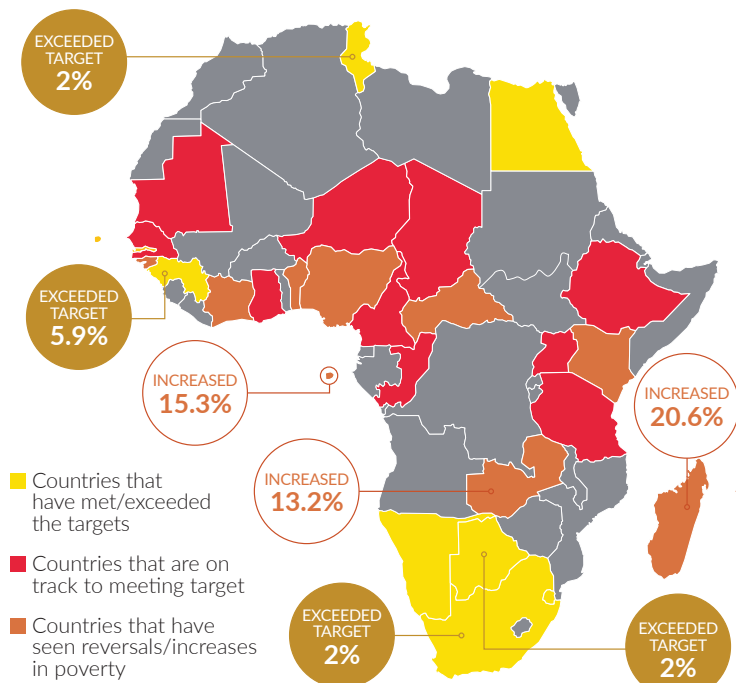 EXCEEDED
TARGET
2%
EXCEEDED
TARGET
5.9%
INCREASED
15.3%
INCREASED
20.6%
INCREASED
13.2%
Countries that
have met/exceeded
the targets
Countries that are on
track to meeting target
Countries that have
seen reversals/increases
in poverty
EXCEEDED
TARGET
2%
EXCEEDED
TARGET
2%